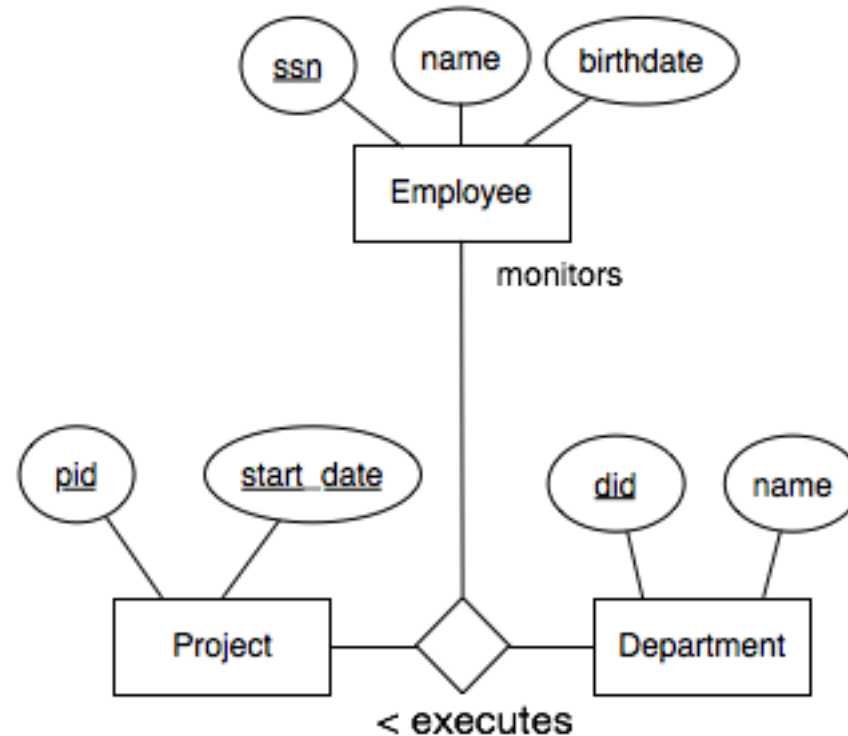 ssn name birthdate
Employee
monitors
pid start_date did name
Project Department
< executes